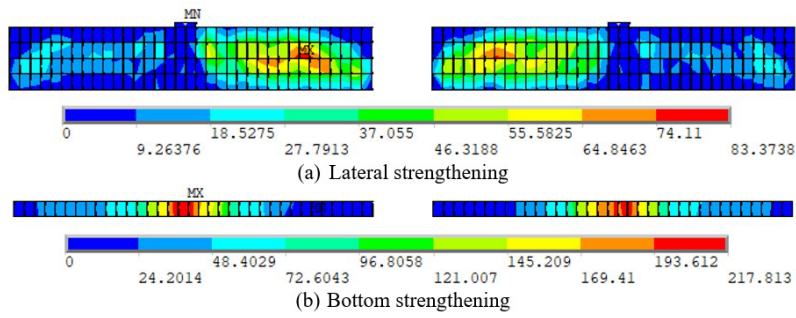 MN
MX
0 18.5275 37.055 55.5825 74.11
9.26376 27.7913 46.3188 64.8463 83.3738
(a) Lateral strengthening
MX
0 48.4029 96.8058 145.209 193.612
24.2014 72.6043 121.007 169.41 217.813
(b) Bottom strengthening